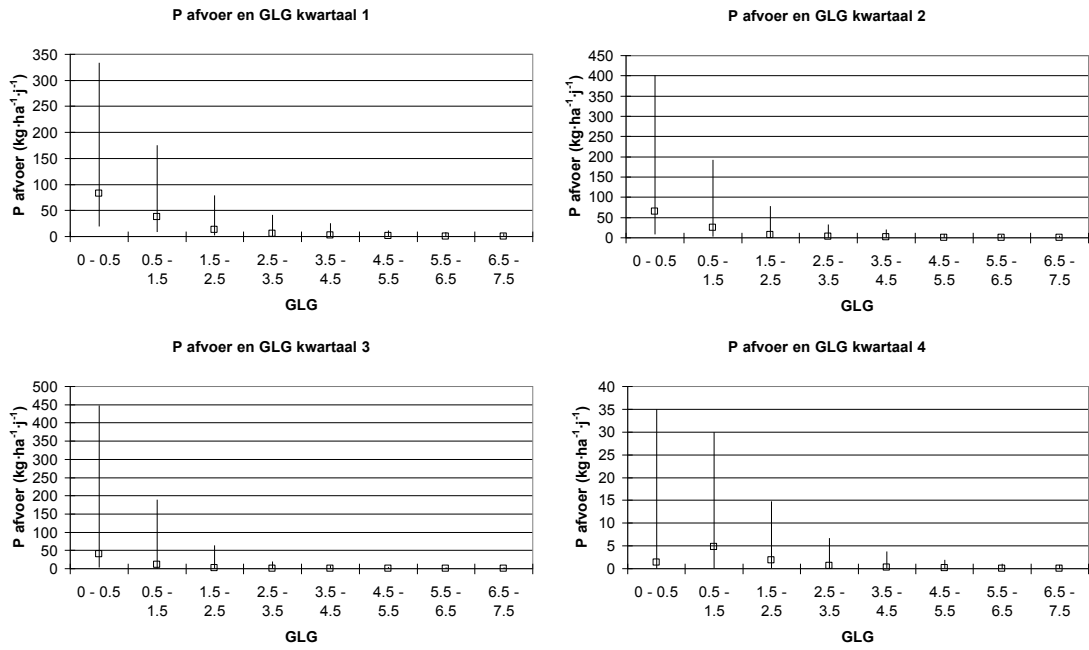 P afvoer en GLG kwartaal 1
P afvoer (kg·ha⁻¹·j⁻¹)
350
300
250
200
150
100
50
0
0 - 0.5
0.5 - 1.5
1.5 - 2.5
2.5 - 3.5
3.5 - 4.5
4.5 - 5.5
5.5 - 6.5
6.5 - 7.5
GLG
P afvoer en GLG kwartaal 2
P afvoer (kg·ha⁻¹·j⁻¹)
450
400
350
300
250
200
150
100
50
0
0 - 0.5
0.5 - 1.5
1.5 - 2.5
2.5 - 3.5
3.5 - 4.5
4.5 - 5.5
5.5 - 6.5
6.5 - 7.5
GLG
P afvoer en GLG kwartaal 3
P afvoer (kg·ha⁻¹·j⁻¹)
500
450
400
350
300
250
200
150
100
50
0
0 - 0.5
0.5 - 1.5
1.5 - 2.5
2.5 - 3.5
3.5 - 4.5
4.5 - 5.5
5.5 - 6.5
6.5 - 7.5
GLG
P afvoer en GLG kwartaal 4
P afvoer (kg·ha⁻¹·j⁻¹)
40
35
30
25
20
15
10
5
0
0 - 0.5
0.5 - 1.5
1.5 - 2.5
2.5 - 3.5
3.5 - 4.5
4.5 - 5.5
5.5 - 6.5
6.5 - 7.5
GLG